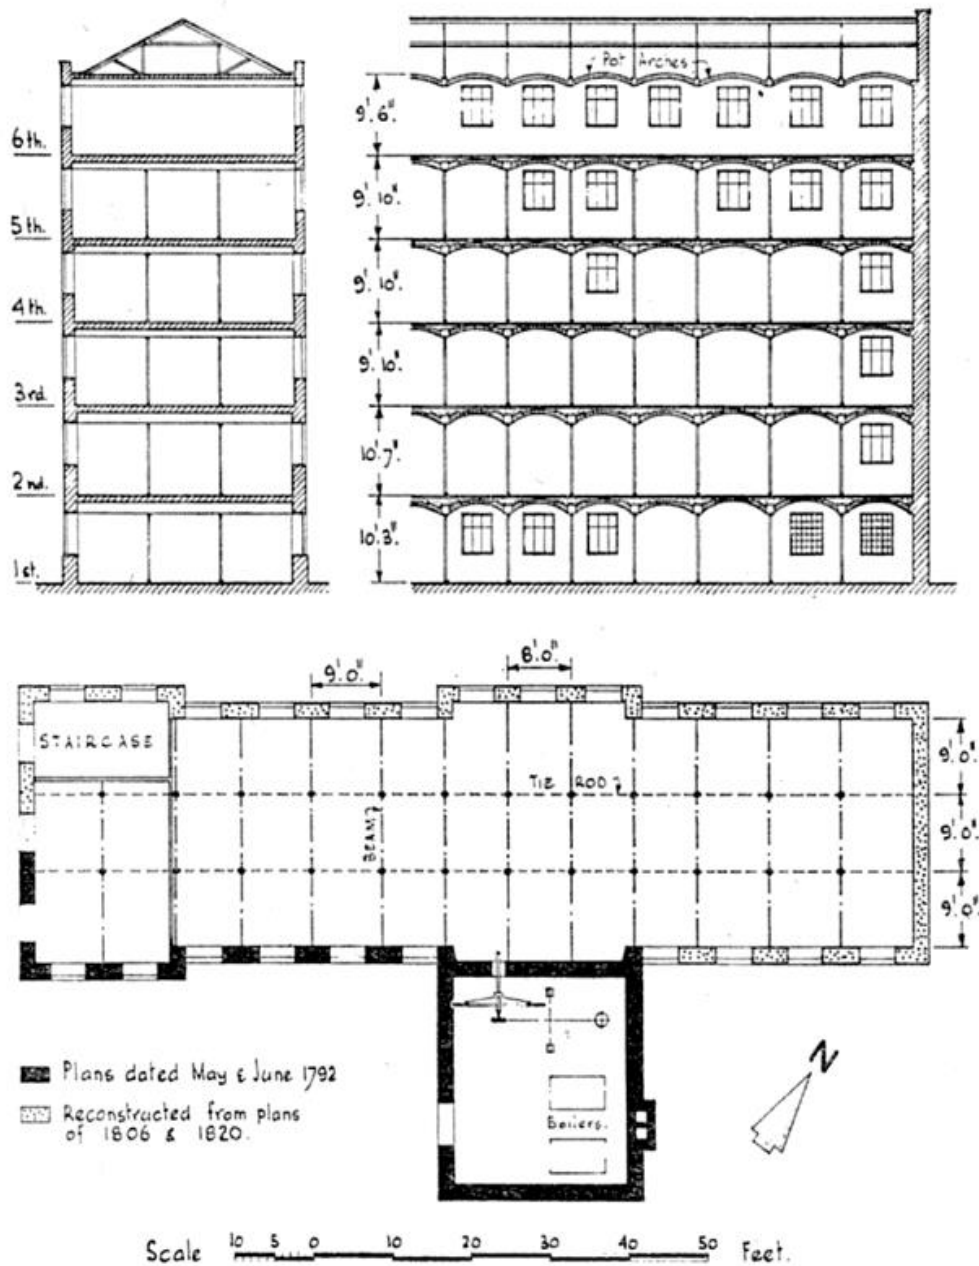 Pot Arches
9'.6".
6th.
9'.10".
5th.
9'.10".
4th.
9'.10".
3rd.
10'.7".
2nd.
10'.3".
1st.
9'.0".
8'.0".
STAIRCASE
TIE ROD
BEAM
9'.0".
9'.0".
9'.0".
Boilers.
N
Plans dated May & June 1792
Reconstructed from plans
of 1806 & 1820.
Scale 10 5 0 10 20 30 40 50 Feet.